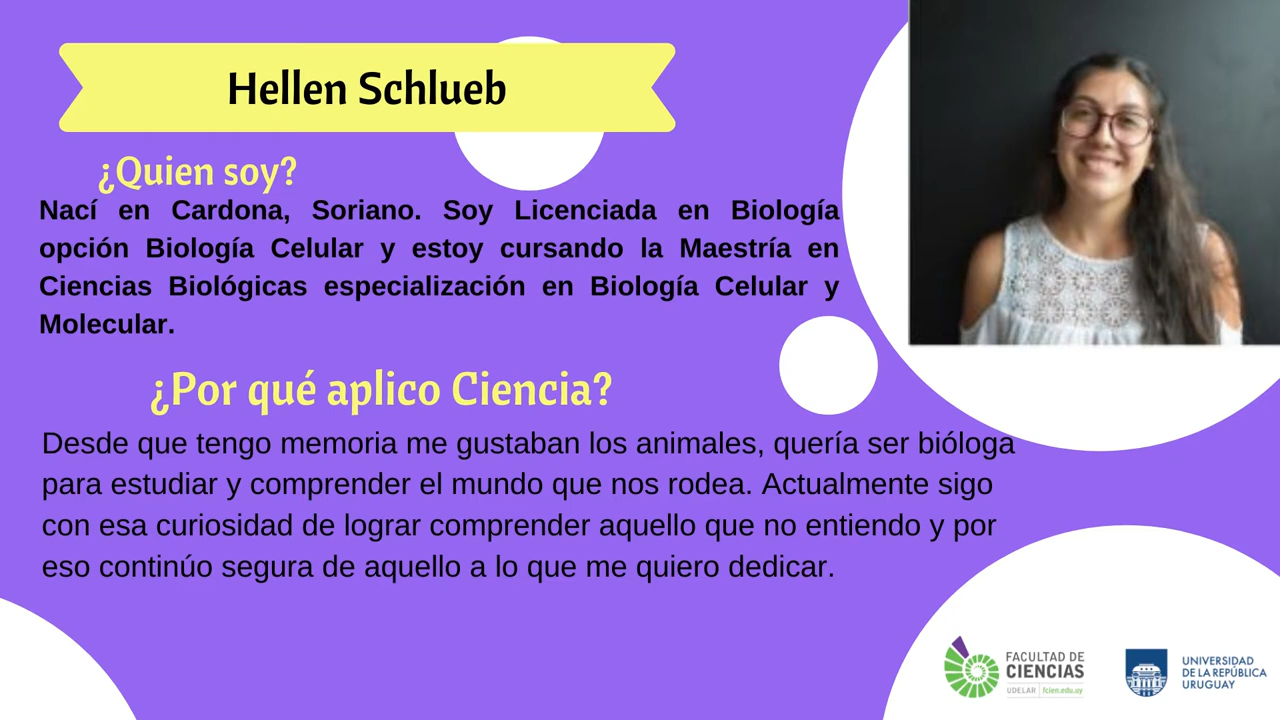 Hellen Schlueb
¿Quien soy?
Nací en Cardona, Soriano. Soy Licenciada en Biología
opción Biología Celular y estoy cursando la Maestría en
Ciencias Biológicas especialización en Biología Celular y
Molecular.
¿Por qué aplico Ciencia?
Desde que tengo memoria me gustaban los animales, quería ser bióloga
para estudiar y comprender el mundo que nos rodea. Actualmente sigo
con esa curiosidad de lograr comprender aquello que no entiendo y por
eso continúo segura de aquello a lo que me quiero dedicar.
FACULTAD DE
CIENCIAS
UDELAR | fcien.edu.uy
UNIVERSIDAD
DE LA REPÚBLICA
URUGUAY